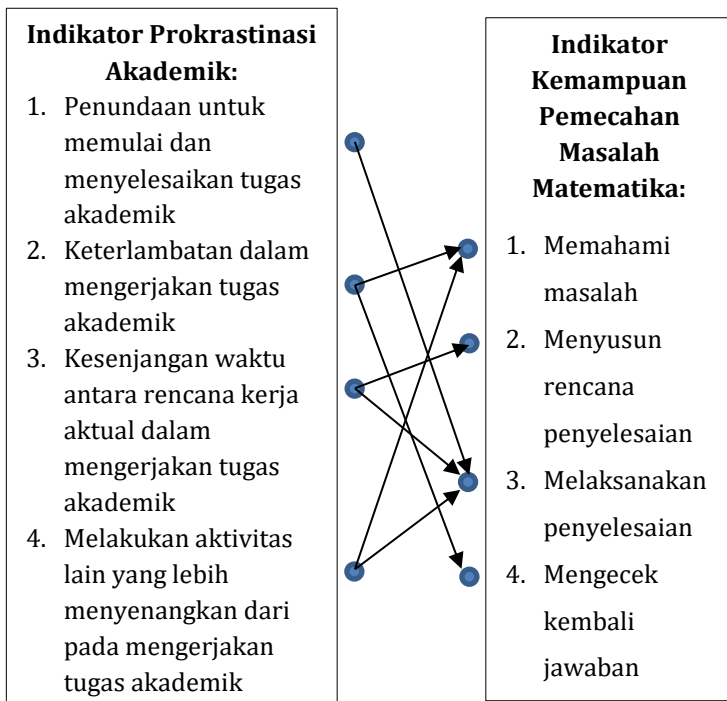 Indikator Prokrastinasi
Akademik:
1. Penundaan untuk
memulai dan
menyelesaikan tugas
akademik
2. Keterlambatan dalam
mengerjakan tugas
akademik
3. Kesenjangan waktu
antara rencana kerja
aktual dalam
mengerjakan tugas
akademik
4. Melakukan aktivitas
lain yang lebih
menyenangkan dari
pada mengerjakan
tugas akademik
Indikator
Kemampuan
Pemecahan
Masalah
Matematika:
1. Memahami
masalah
2. Menyusun
rencana
penyelesaian
3. Melaksanakan
penyelesaian
4. Mengecek
kembali
jawaban